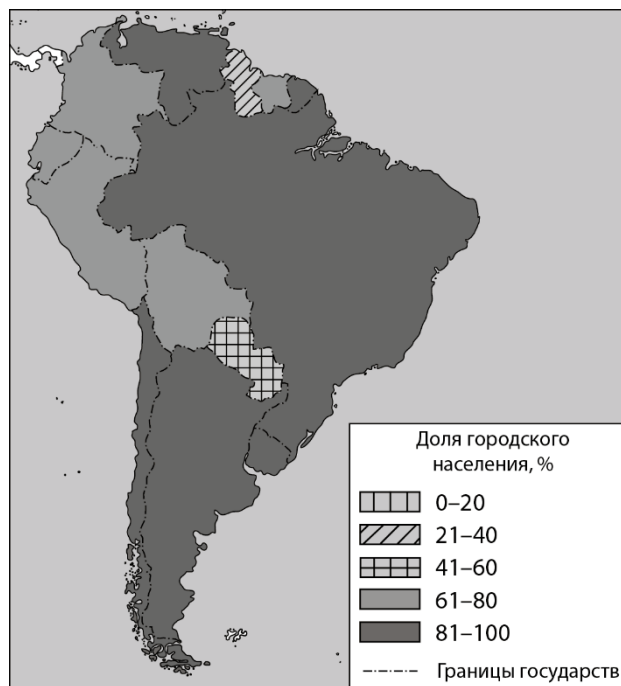 Доля городского
населения, %
0–20
21–40
41–60
61–80
81–100
Границы государств